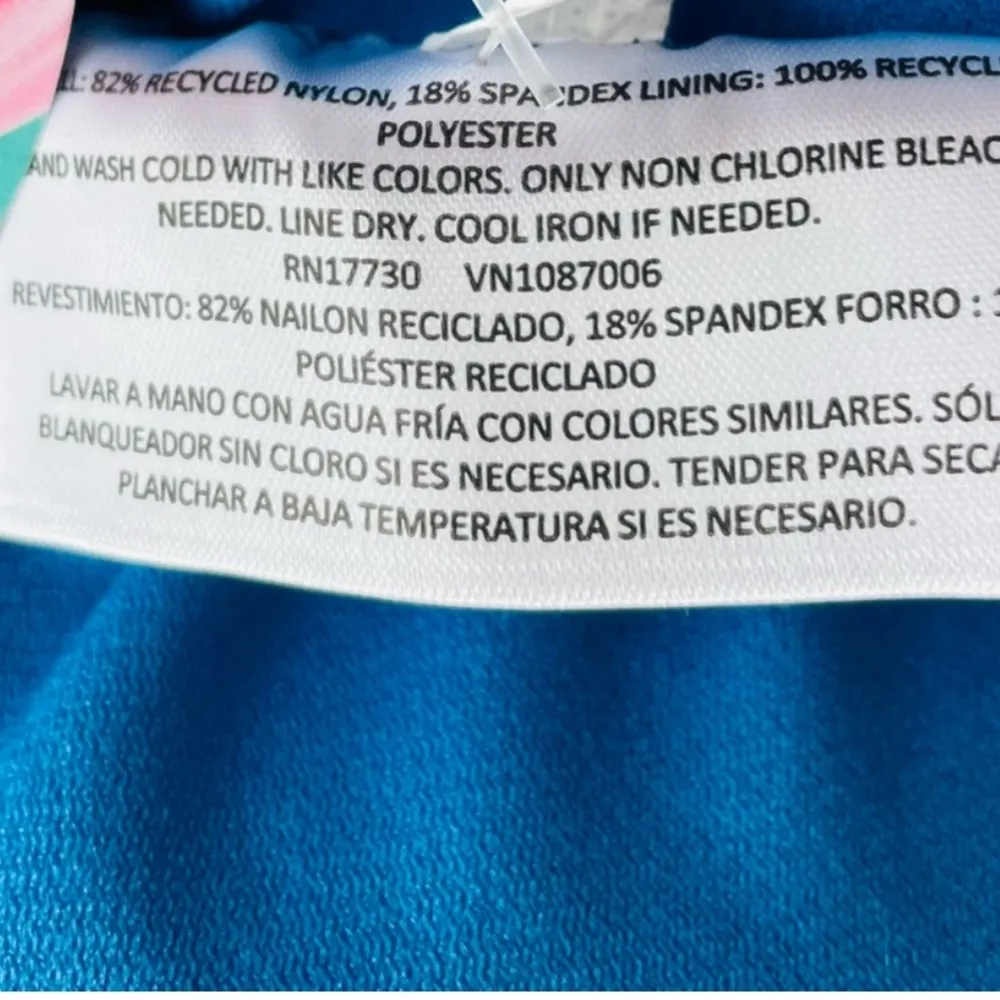 LL: 82% RECYCLED NYLON, 18% SPANDEX LINING: 100% RECYCL
POLYESTER
AND WASH COLD WITH LIKE COLORS. ONLY NON CHLORINE BLEAC
NEEDED. LINE DRY. COOL IRON IF NEEDED.
RN17730 VN1087006
REVESTIMIENTO: 82% NAILON RECICLADO, 18% SPANDEX FORRO :
POLIÉSTER RECICLADO
LAVAR A MANO CON AGUA FRÍA CON COLORES SIMILARES. SÓL
BLANQUEADOR SIN CLORO SI ES NECESARIO. TENDER PARA SECA
PLANCHAR A BAJA TEMPERATURA SI ES NECESARIO.